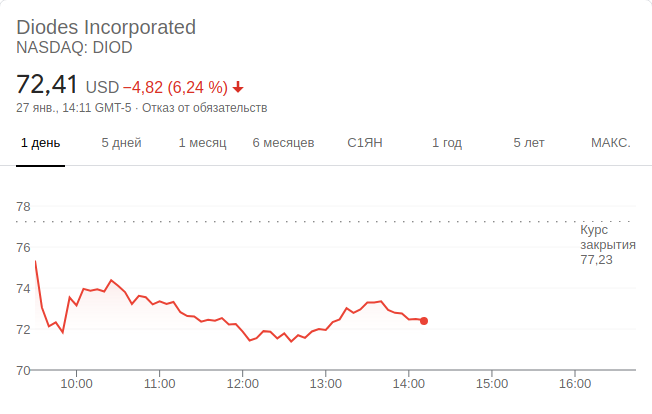 Diodes Incorporated
NASDAQ: DIOD
72,41 USD −4,82 (6,24 %)
27 янв., 14:11 GMT-5 · Отказ от обязательств
1 день 5 дней 1 месяц 6 месяцев С1ЯН 1 год 5 лет МАКС.
78
Курс
закрытия
77,23
76
74
72
70
10:00 11:00 12:00 13:00 14:00 15:00 16:00